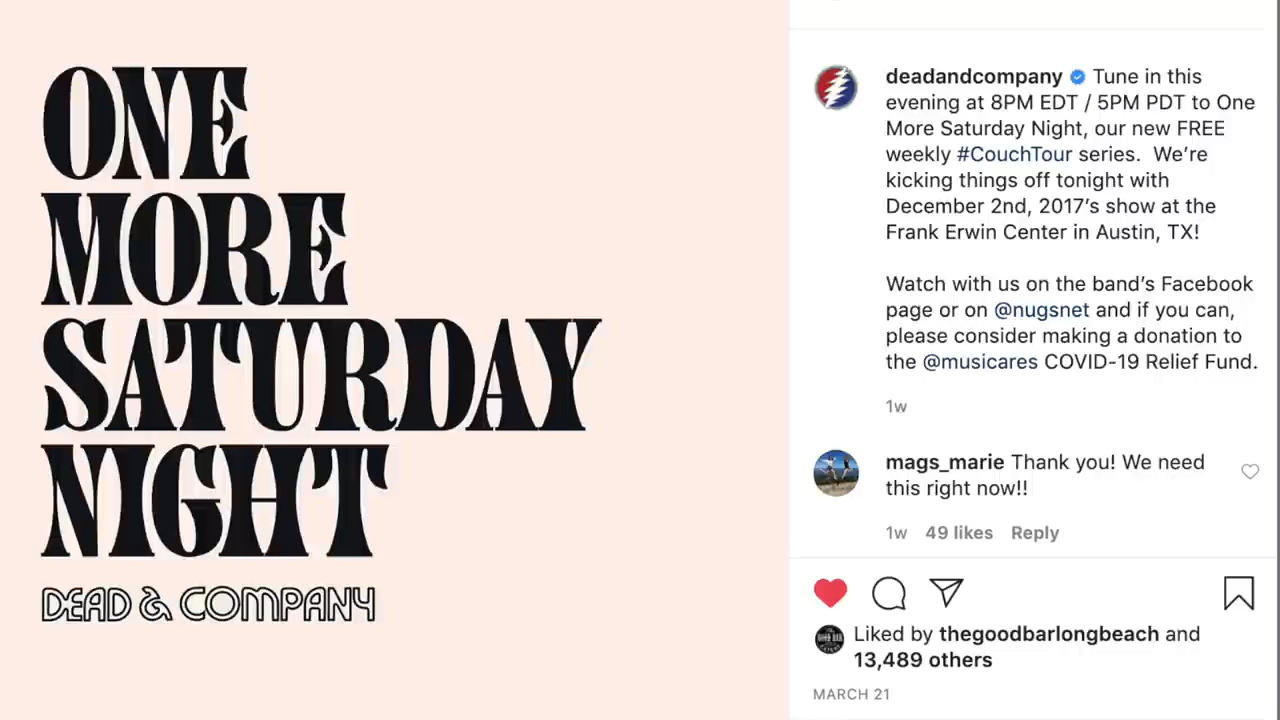 ONE
MORE
SATURDAY
NIGHT
DEAD & COMPANY
deadandcompany Tune in this
evening at 8PM EDT / 5PM PDT to One
More Saturday Night, our new FREE
weekly #CouchTour series.  We’re
kicking things off tonight with
December 2nd, 2017’s show at the
Frank Erwin Center in Austin, TX!
Watch with us on the band’s Facebook
page or on @nugsnet and if you can,
please consider making a donation to
the @musicares COVID-19 Relief Fund.
1w
mags_marie Thank you! We need
this right now!!
1w 49 likes Reply
Liked by thegoodbarlongbeach and
13,489 others
MARCH 21